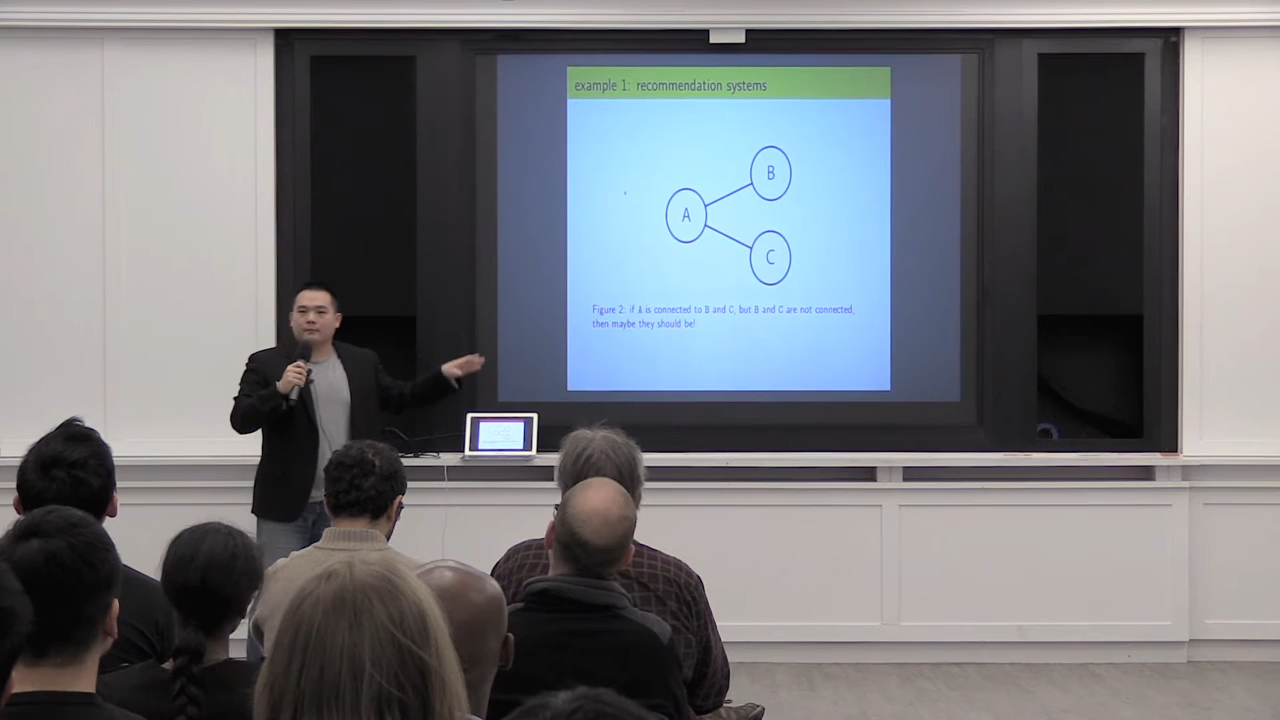 example 1: recommendation systems
B
A
C
Figure 2: if A is connected to B and C, but B and C are not connected,
then maybe they should be!